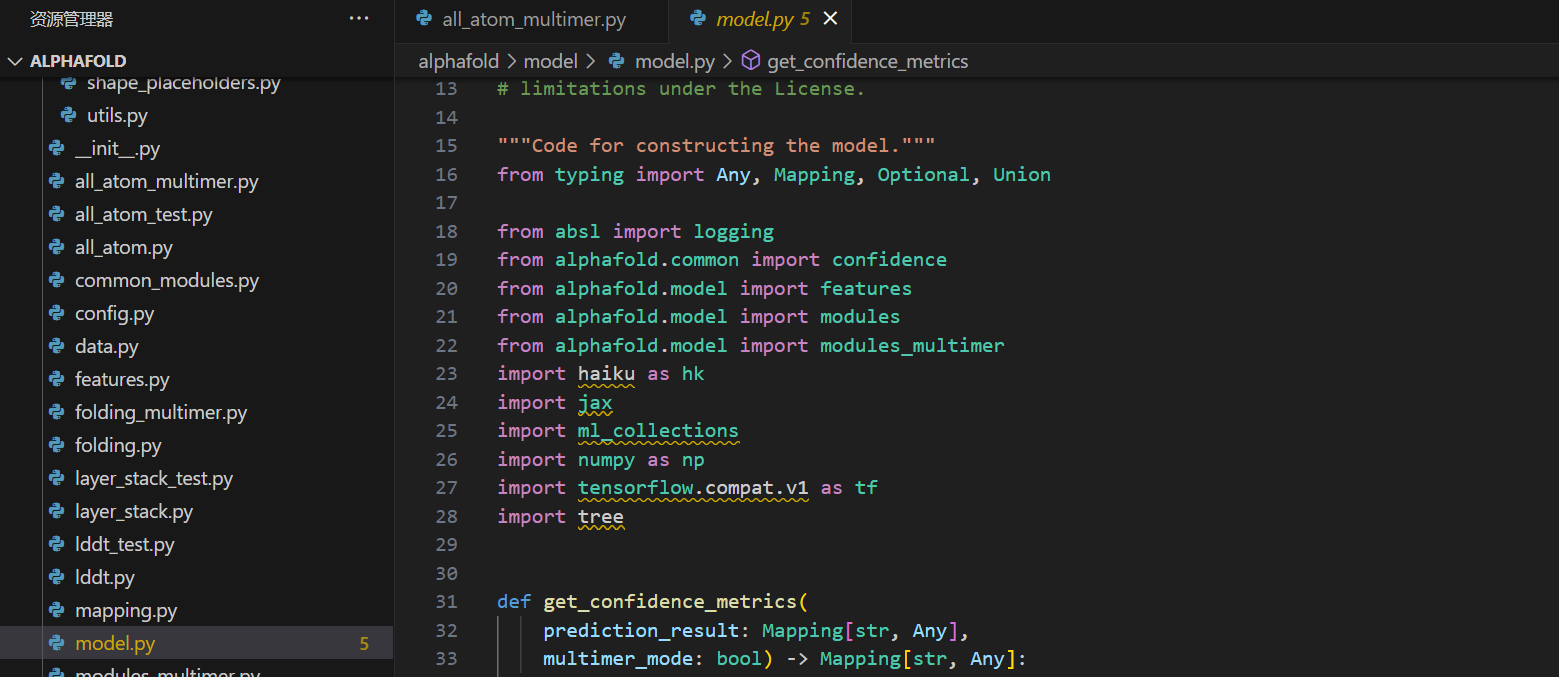 资源管理器 ···
ALPHAFOLD
shape_placeholders.py
utils.py
__init__.py
all_atom_multimer.py
all_atom_test.py
all_atom.py
common_modules.py
config.py
data.py
features.py
folding_multimer.py
folding.py
layer_stack_test.py
layer_stack.py
lddt_test.py
lddt.py
mapping.py
model.py 5
modules_multimer.py
all_atom_multimer.py model.py 5
alphafold > model > model.py > get_confidence_metrics
13 # limitations under the License.
14
15 """Code for constructing the model."""
16 from typing import Any, Mapping, Optional, Union
17
18 from absl import logging
19 from alphafold.common import confidence
20 from alphafold.model import features
21 from alphafold.model import modules
22 from alphafold.model import modules_multimer
23 import haiku as hk
24 import jax
25 import ml_collections
26 import numpy as np
27 import tensorflow.compat.v1 as tf
28 import tree
29
30
31 def get_confidence_metrics(
32 prediction_result: Mapping[str, Any],
33 multimer_mode: bool) -> Mapping[str, Any]: